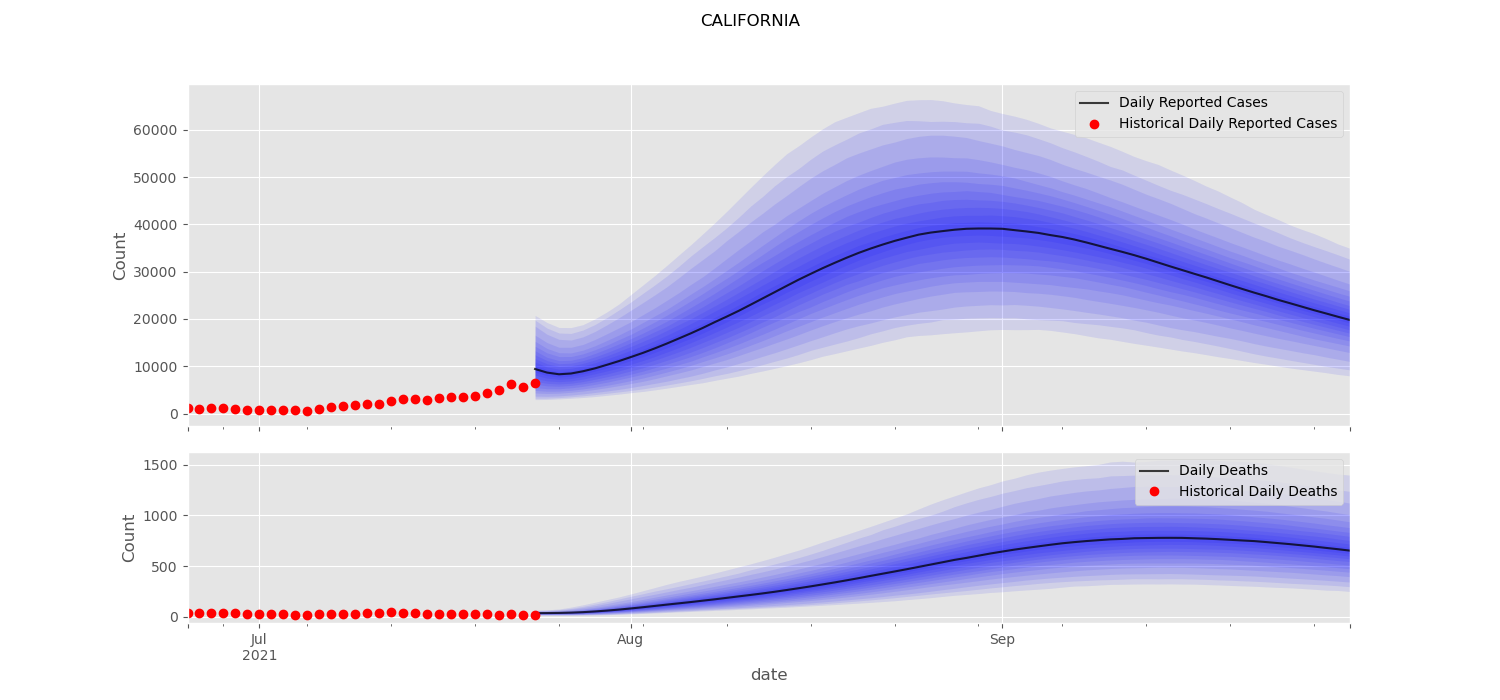 CALIFORNIA
Count
60000
50000
40000
30000
20000
10000
0
Daily Reported Cases
Historical Daily Reported Cases
Count
1500
1000
500
0
Daily Deaths
Historical Daily Deaths
Jul
2021
Aug
Sep
date